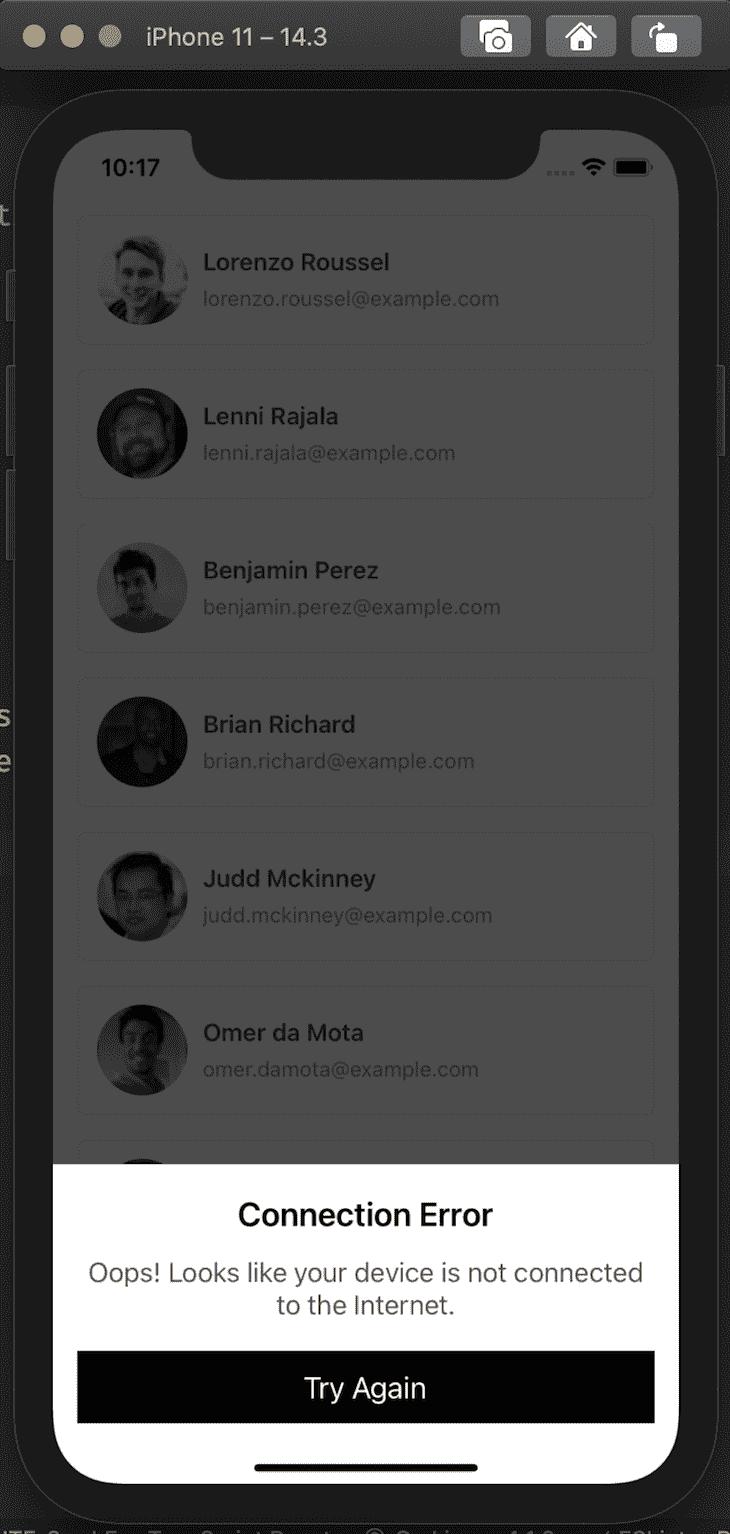 iPhone 11 – 14.3
10:17
Lorenzo Roussel
lorenzo.roussel@example.com
Lenni Rajala
lenni.rajala@example.com
Benjamin Perez
benjamin.perez@example.com
Brian Richard
brian.richard@example.com
Judd Mckinney
judd.mckinney@example.com
Omer da Mota
omer.damota@example.com
Connection Error
Oops! Looks like your device is not connected
to the Internet.
Try Again